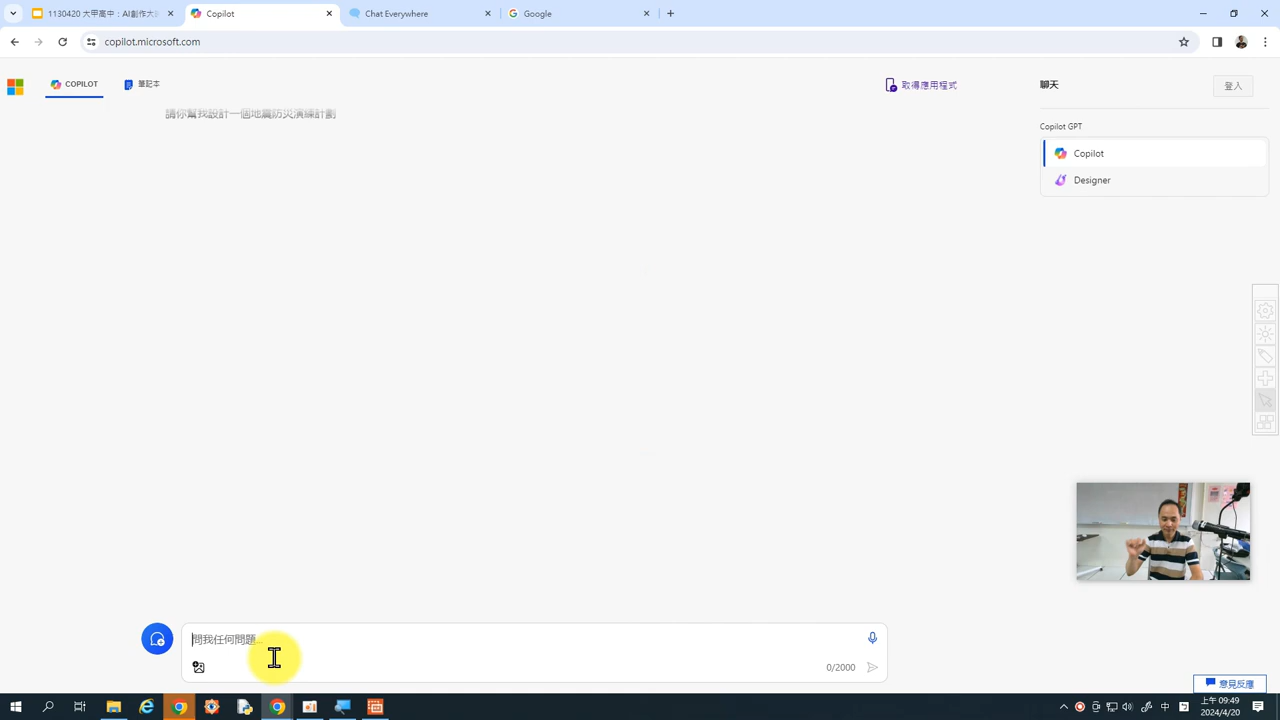 1130420 大甲高中：AI創作大
Copilot
Chat Everywhere
Google
copilot.microsoft.com
COPILOT
筆記本
取得應用程式
聊天
登入
請你幫我設計一個地震防災演練計劃
Copilot GPT
Copilot
Designer
問我任何問題...
0/2000
意見反應
中
上午 09:49
2024/4/20